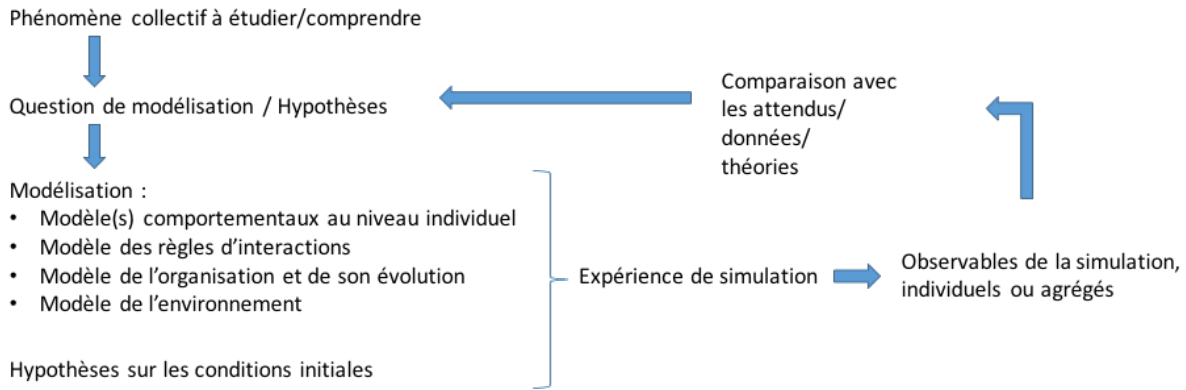 Phénomène collectif à étudier/comprendre
Question de modélisation / Hypothèses
Comparaison avec
les attendus/
données/
théories
Modélisation :
• Modèle(s) comportementaux au niveau individuel
• Modèle des règles d'interactions
• Modèle de l'organisation et de son évolution
• Modèle de l'environnement
Hypothèses sur les conditions initiales
Expérience de simulation
Observables de la simulation,
individuels ou agrégés